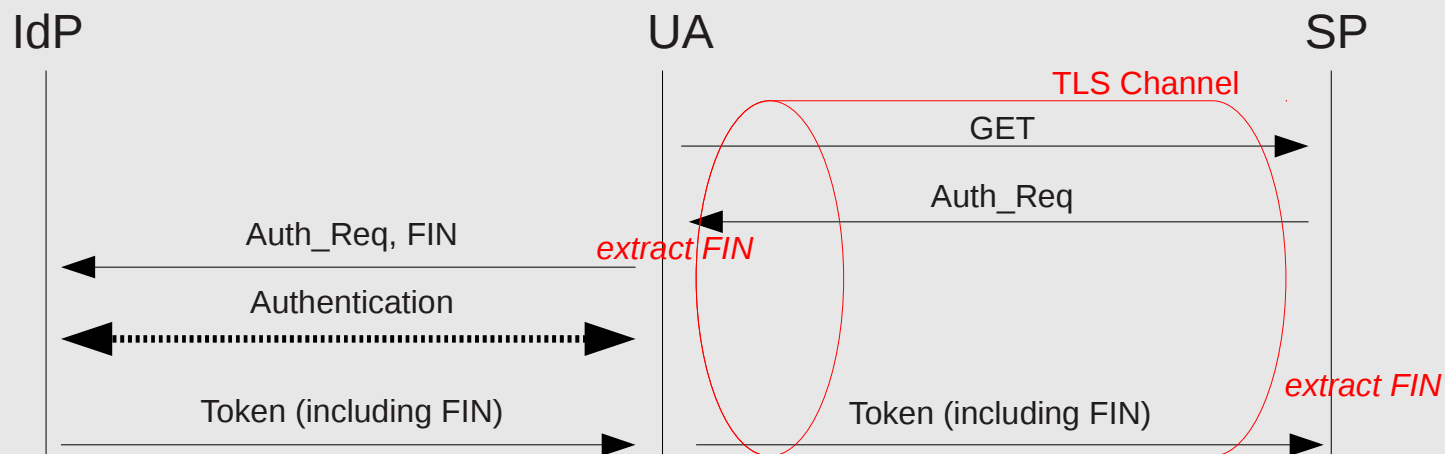 IdP
UA
SP
TLS Channel
GET
Auth_Req
Auth_Req, FIN
extract FIN
Authentication
extract FIN
Token (including FIN)
Token (including FIN)